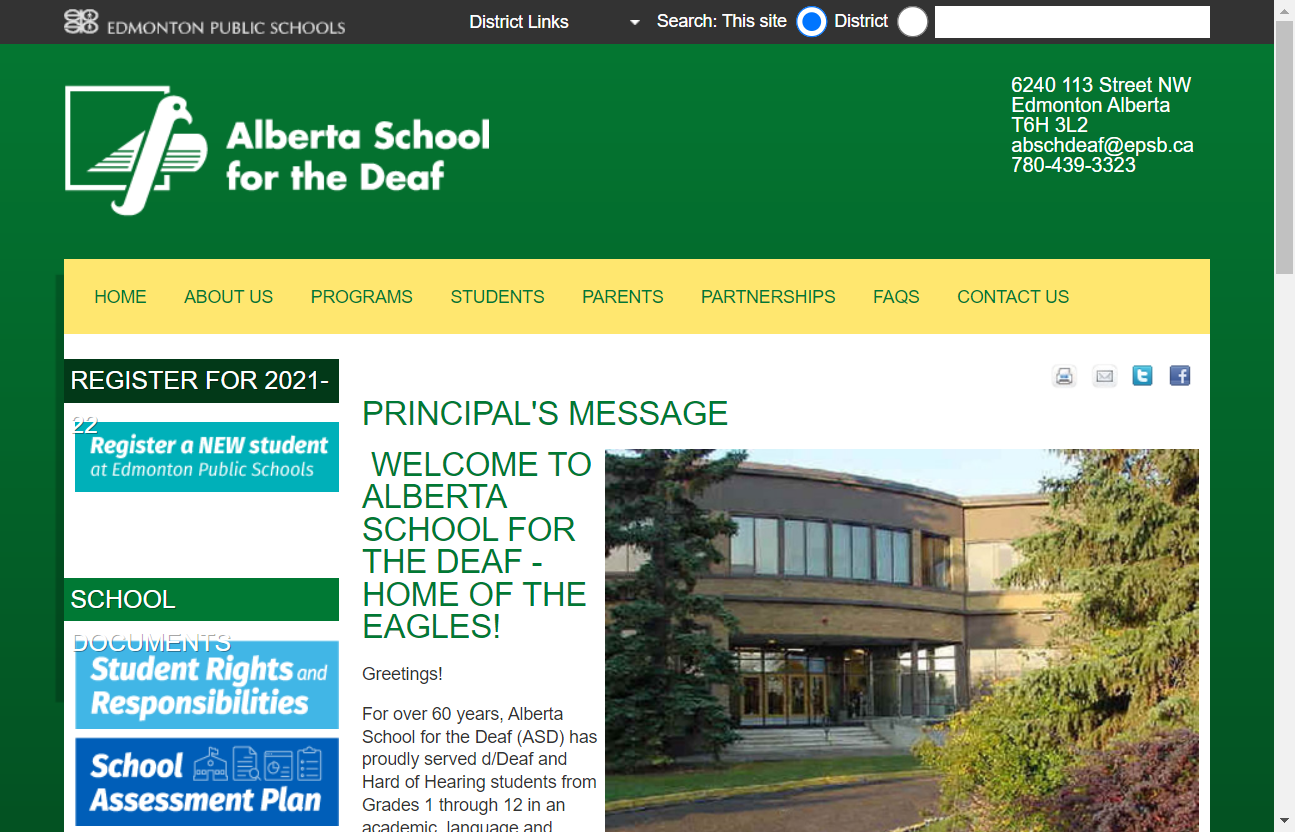 EDMONTON PUBLIC SCHOOLS
District Links
Search: This site
District
Alberta School
for the Deaf
6240 113 Street NW
Edmonton Alberta
T6H 3L2
abschdeaf@epsb.ca
780-439-3323
HOME ABOUT US PROGRAMS STUDENTS PARENTS PARTNERSHIPS FAQS CONTACT US
REGISTER FOR 2021-
22
Register a NEW student
at Edmonton Public Schools
SCHOOL
DOCUMENTS
Student Rights and
Responsibilities
School
Assessment Plan
PRINCIPAL'S MESSAGE
WELCOME TO
ALBERTA
SCHOOL FOR
THE DEAF -
HOME OF THE
EAGLES!
Greetings!
For over 60 years, Alberta
School for the Deaf (ASD) has
proudly served d/Deaf and
Hard of Hearing students from
Grades 1 through 12 in an
academic, language and